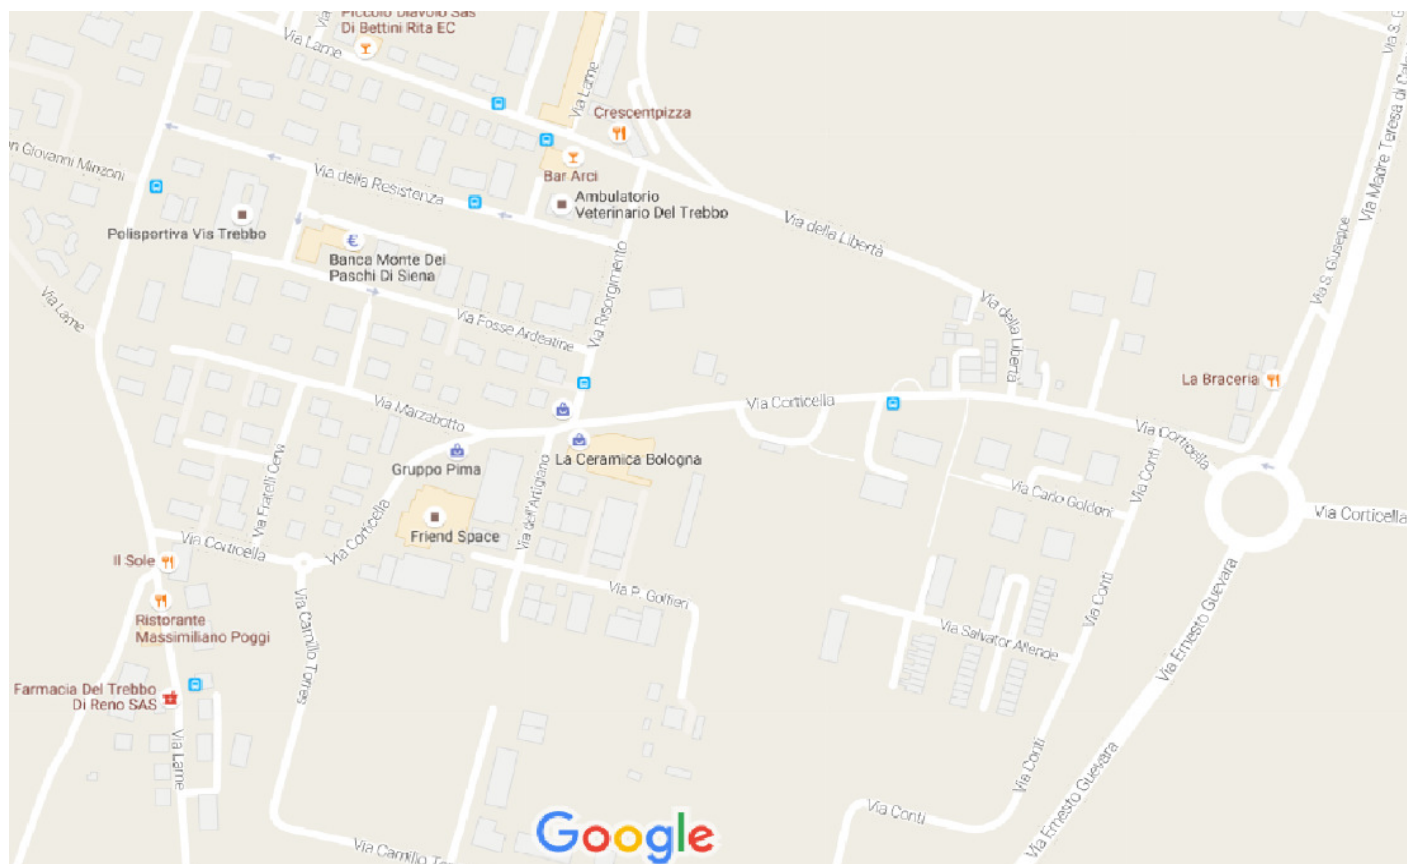 Piccolo Diavolo Sas
Di Bettini Rita EC
Via Lame
Via Lame
Crescentpizza
Bar Arci
Ambulatorio
Veterinario Del Trebbo
Via della Resistenza
Giovanni Minzoni
Polisportiva Vis Trebbo
Banca Monte Dei
Paschi Di Siena
Via della Libertà
Via Madre Teresa di
Via S. Giuseppe
Via Risorgimento
Via Lame
Via Fosse Ardeatine
Via della Libertà
La Braceria
Via Marzabotto
Via Corticella
Via Corticella
Gruppo Pima
La Ceramica Bologna
Via Fratelli Cervi
Via Corticella
Via dell'Artigiano
Via Conti
Via Carlo Goldoni
Via Corticella
Friend Space
Via Corticella
Il Sole
Via P. Golfieri
Via Conti
Via Ernesto Guevara
Ristorante
Massimiliano Poggi
Via Camillo Torres
Via Salvator Allende
Farmacia Del Trebbo
Di Reno SAS
Via Lame
Via Conti
Via Conti
Via Ernesto Guevara
Google
Via Camillo